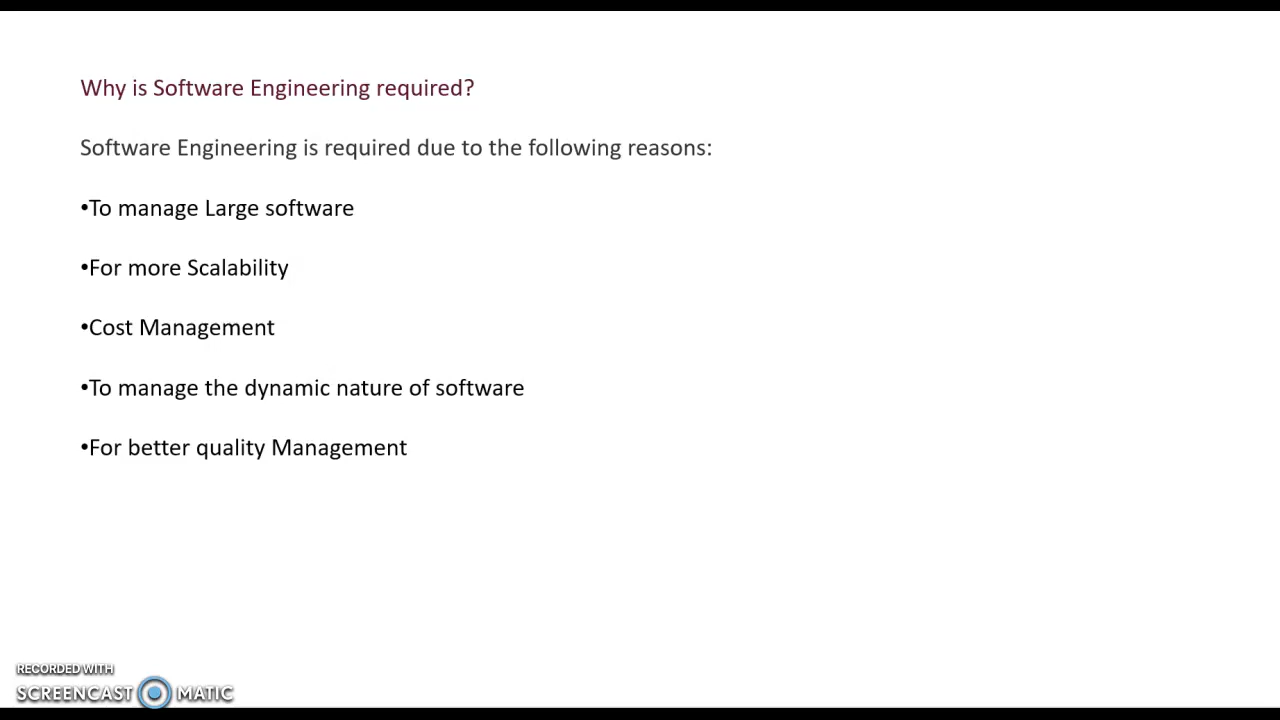 Why is Software Engineering required?
Software Engineering is required due to the following reasons:
•To manage Large software
•For more Scalability
•Cost Management
•To manage the dynamic nature of software
•For better quality Management
RECORDED WITH
SCREENCAST MATIC